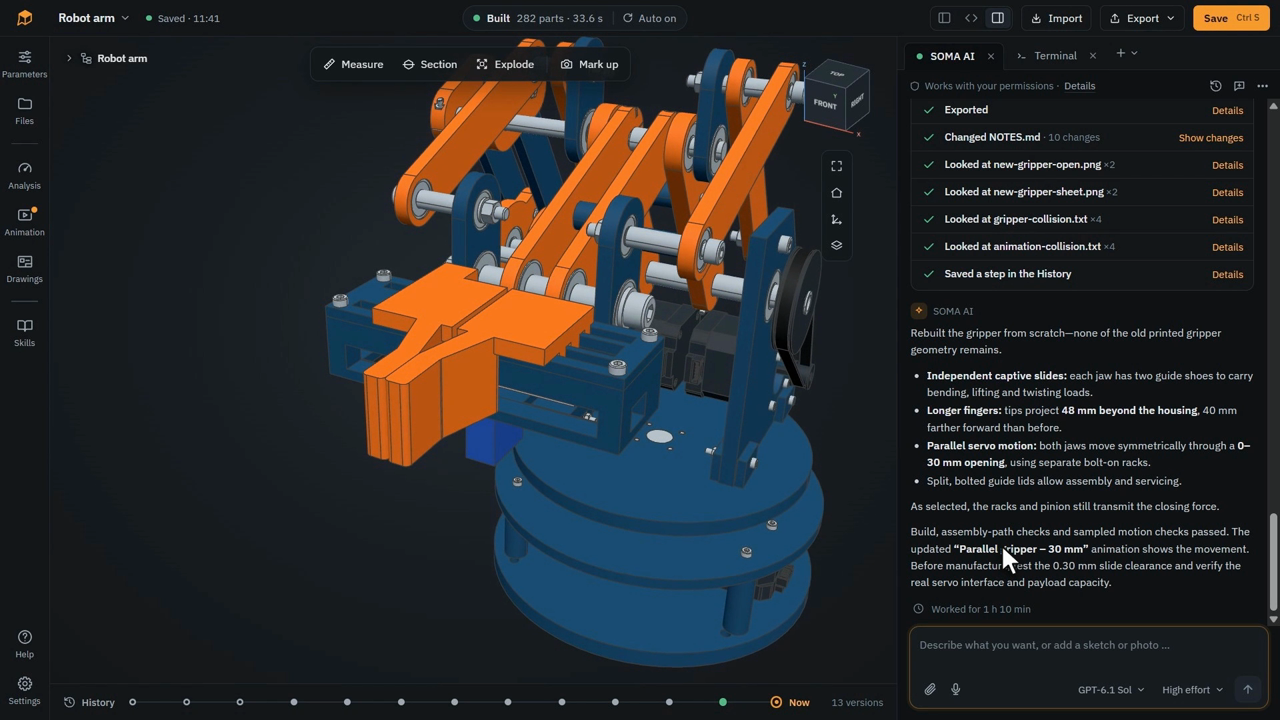 Robot arm
Saved · 11:41
Built 282 parts · 33.6 s
Auto on
Import
Export
Save Ctrl S
Parameters
Files
Analysis
Animation
Drawings
Skills
Help
Settings
Robot arm
Measure
Section
Explode
Mark up
TOP
FRONT
RIGHT
z
Y
x
SOMA AI
Terminal
Works with your permissions · Details
Exported Details
Changed NOTES.md · 10 changes Show changes
Looked at new-gripper-open.png ×2 Details
Looked at new-gripper-sheet.png ×2 Details
Looked at gripper-collision.txt ×4 Details
Looked at animation-collision.txt ×4 Details
Saved a step in the History Details
SOMA AI
Rebuilt the gripper from scratch—none of the old printed gripper
geometry remains.
• Independent captive slides: each jaw has two guide shoes to carry
bending, lifting and twisting loads.
• Longer fingers: tips project 48 mm beyond the housing, 40 mm
farther forward than before.
• Parallel servo motion: both jaws move symmetrically through a 0–
30 mm opening, using separate bolt-on racks.
• Split, bolted guide lids allow assembly and servicing.
As selected, the racks and pinion still transmit the closing force.
Build, assembly-path checks and sampled motion checks passed. The
updated “Parallel gripper – 30 mm” animation shows the movement.
Before manufacture, test the 0.30 mm slide clearance and verify the
real servo interface and payload capacity.
Worked for 1 h 10 min
Describe what you want, or add a sketch or photo ...
GPT-6.1 Sol
High effort
History
Now
13 versions